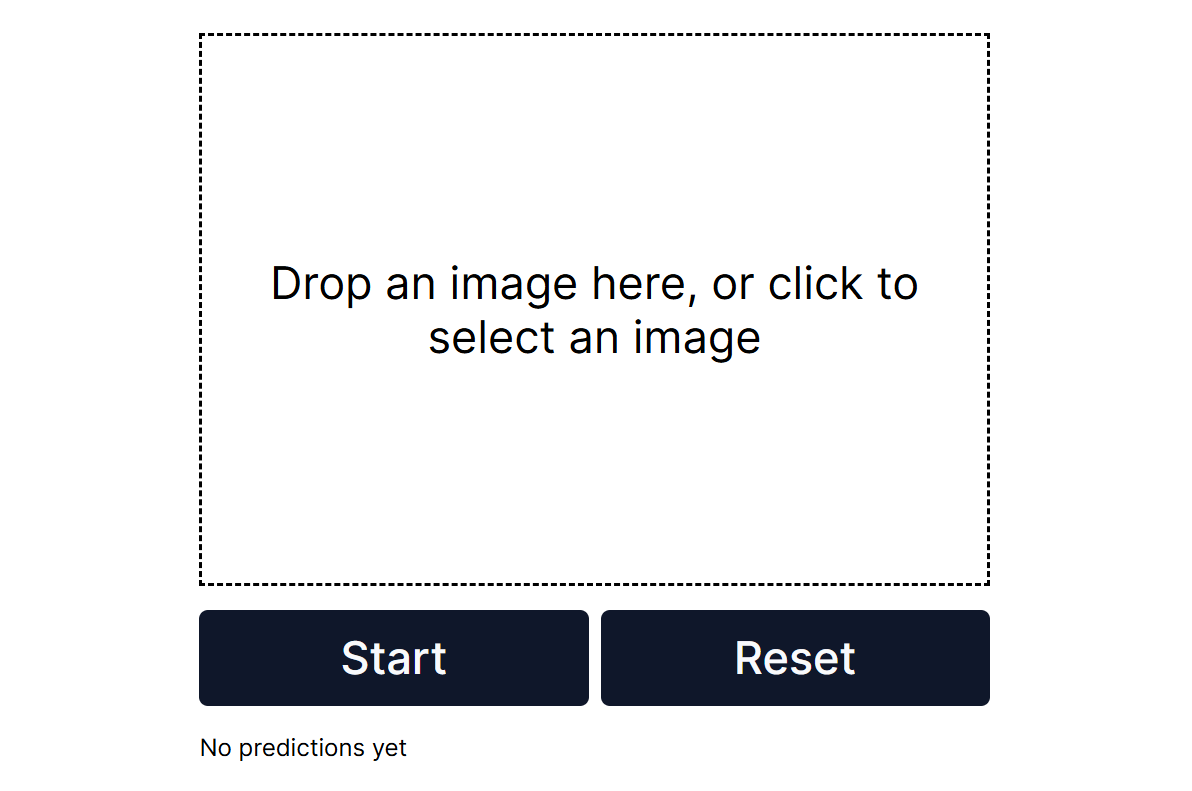 Drop an image here, or click to
select an image
Start
Reset
No predictions yet